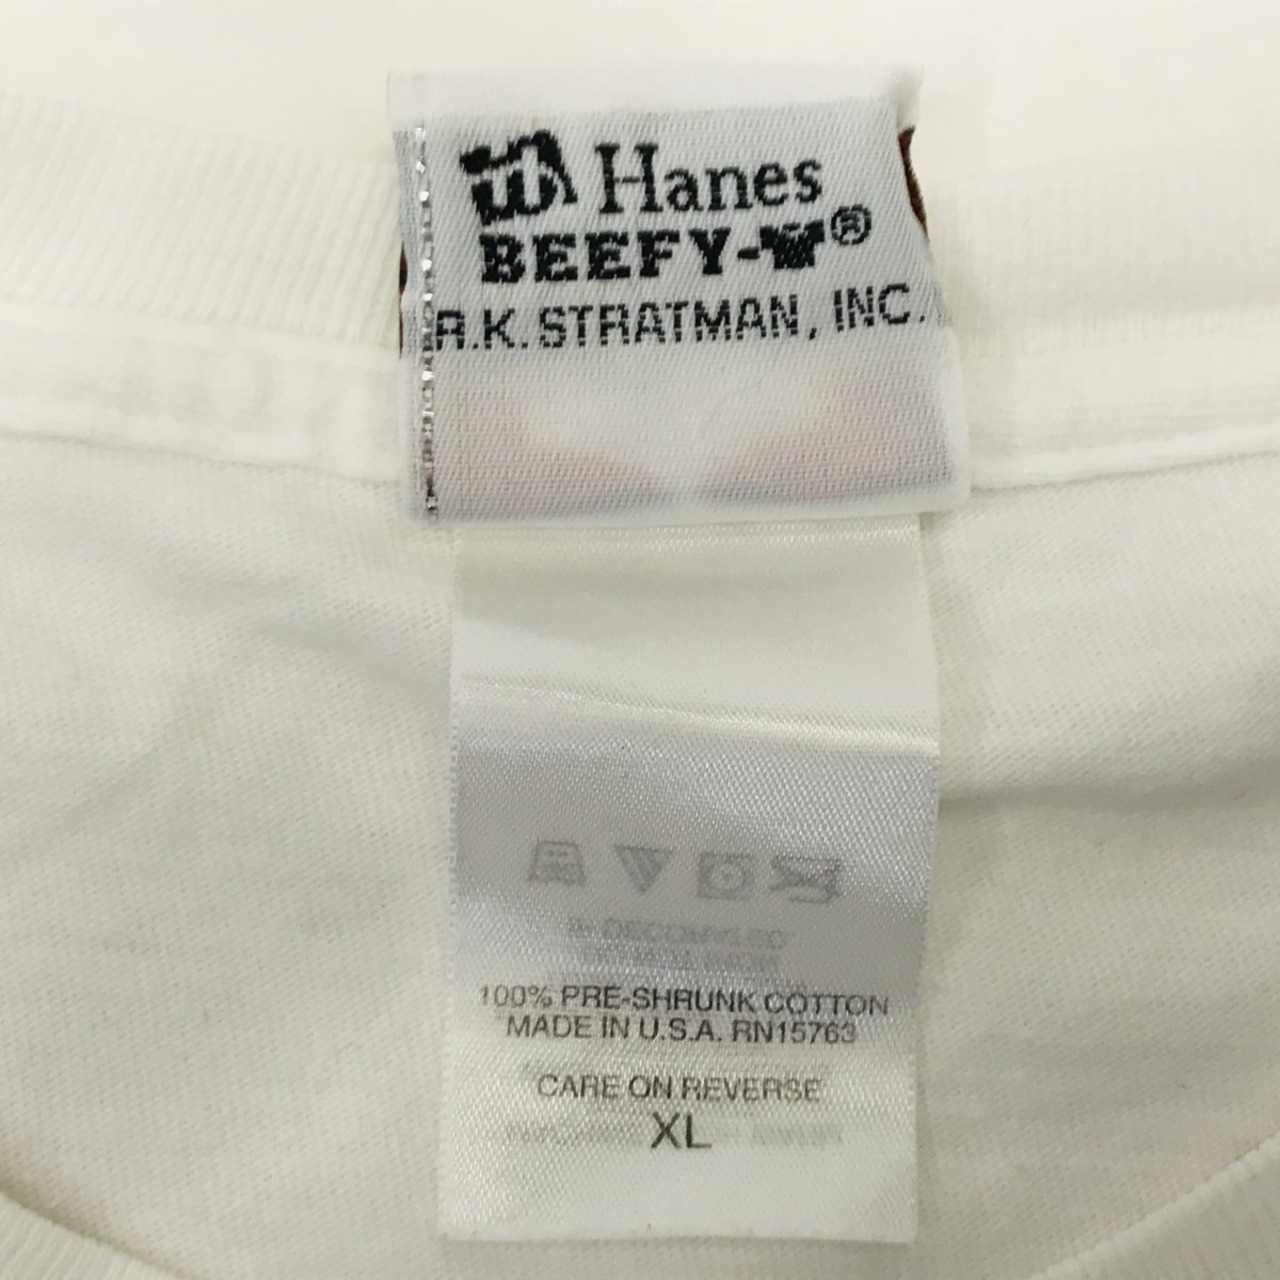 Hanes
BEEFY-T®
R.K. STRATMAN, INC.
100% PRE-SHRUNK COTTON
MADE IN U.S.A. RN15763
CARE ON REVERSE
XL